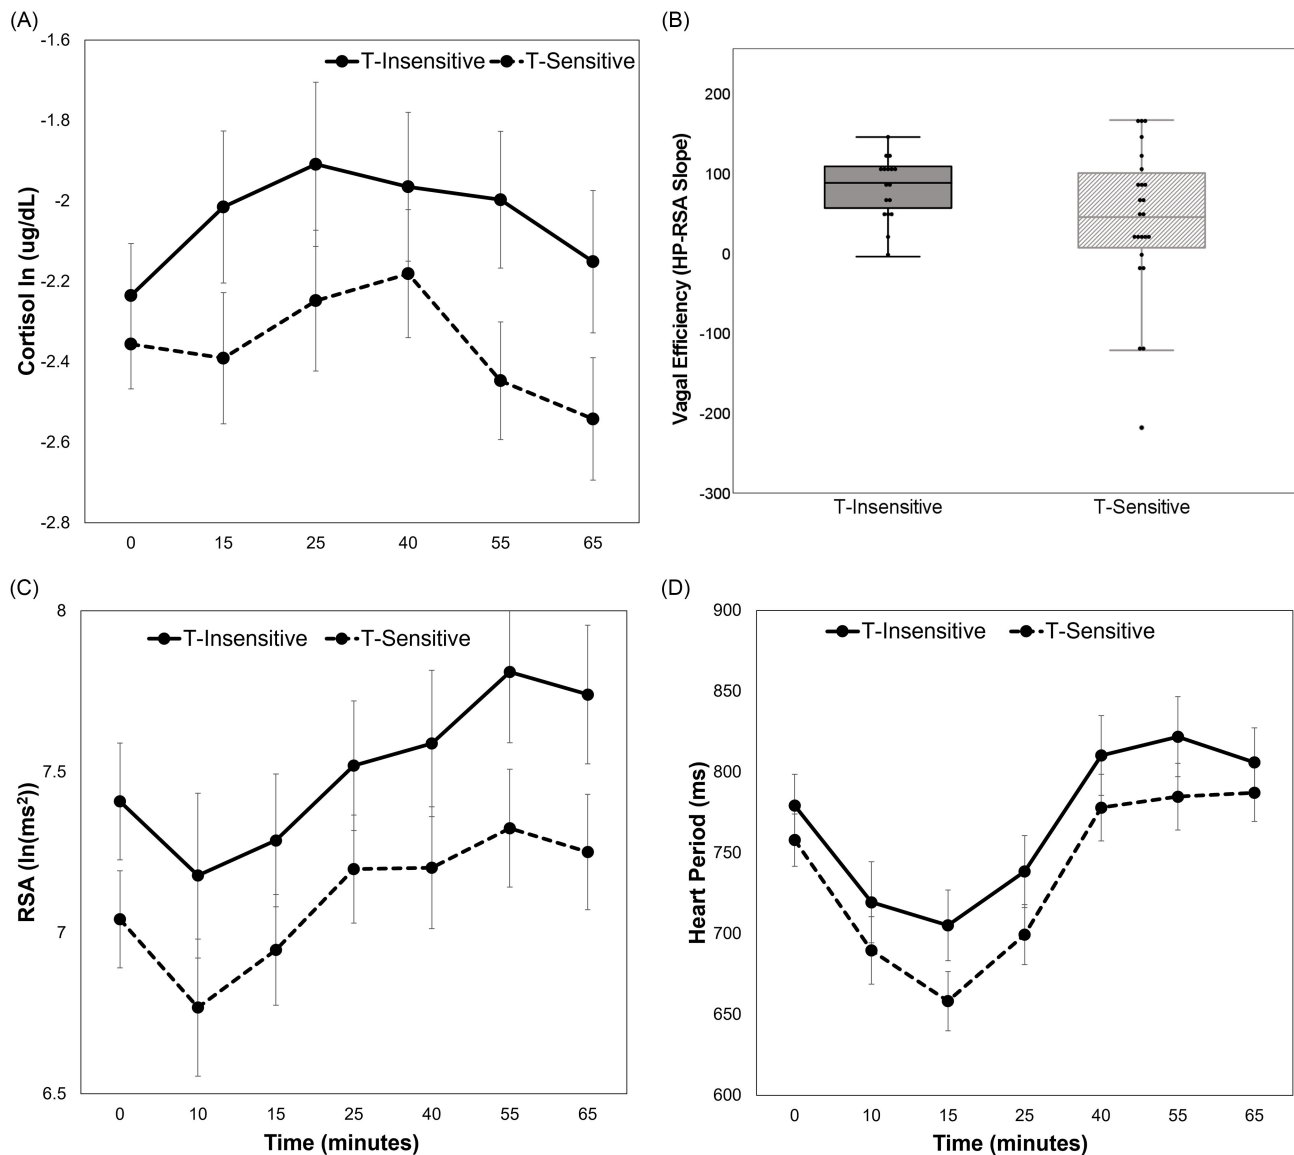 (A)
-1.6
-1.8
-2
-2.2
-2.4
-2.6
-2.8
Cortisol ln (ug/dL)
T-Insensitive T-Sensitive
0 15 25 40 55 65
(B)
200
100
0
-100
-200
-300
Vagal Efficiency (HP-RSA Slope)
T-Insensitive T-Sensitive
(C)
8
7.5
7
6.5
RSA (ln(ms²))
T-Insensitive T-Sensitive
0 10 15 25 40 55 65
Time (minutes)
(D)
900
850
800
750
700
650
600
Heart Period (ms)
T-Insensitive T-Sensitive
0 10 15 25 40 55 65
Time (minutes)